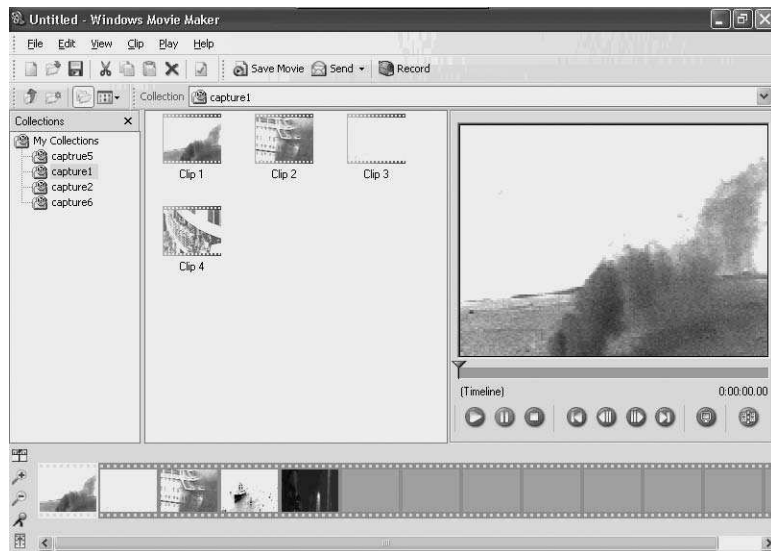 Untitled - Windows Movie Maker
File Edit View Clip Play Help
Save Movie Send Record
Collection capture1
Collections X
My Collections
captrue5
capture1
capture2
capture6
Clip 1 Clip 2 Clip 3
Clip 4
(Timeline) 0:00:00.00